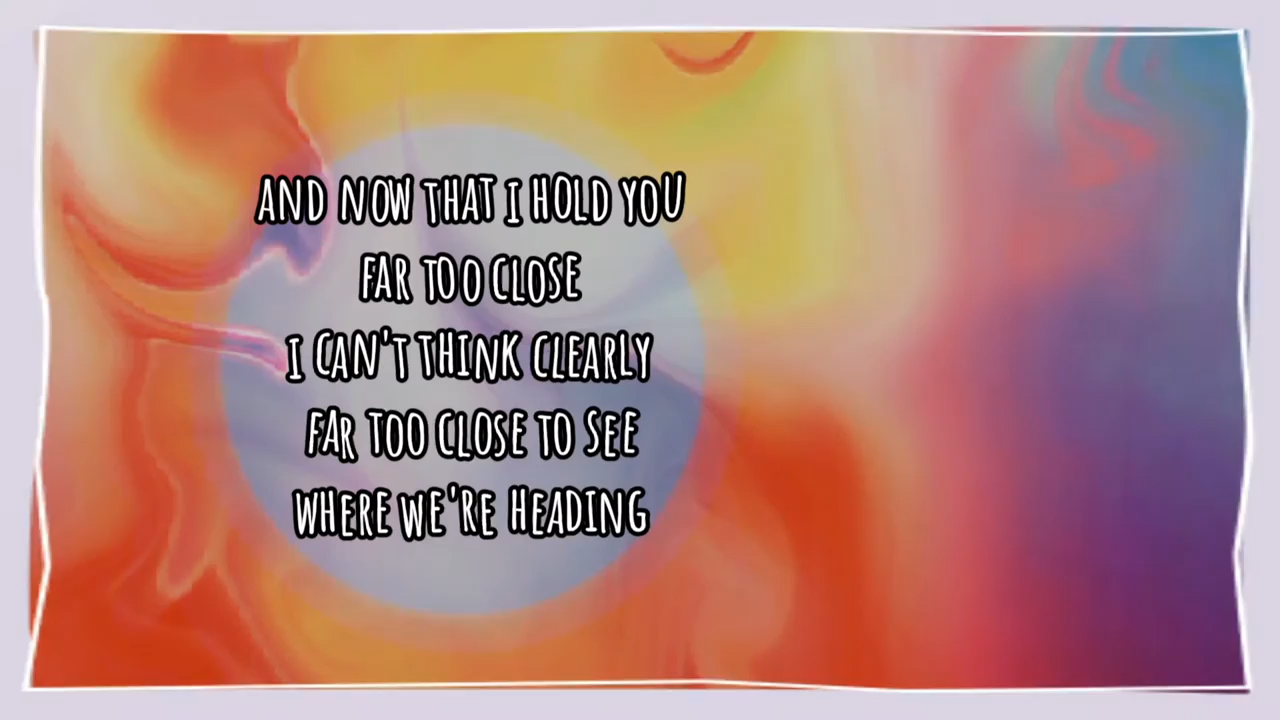 AND NOW THAT I HOLD YOU
FAR TOO CLOSE
I CAN'T THINK CLEARLY
FAR TOO CLOSE TO SEE
WHERE WE'RE HEADING